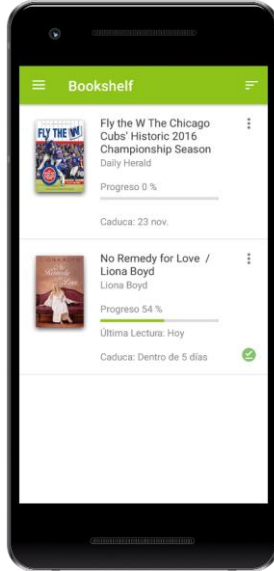 Bookshelf
FLY THE W
Fly the W The Chicago
Cubs' Historic 2016
Championship Season
Daily Herald
Progreso 0 %
Caduca: 23 nov.
No Remedy for Love /
Liona Boyd
Liona Boyd
Progreso 54 %
Última Lectura: Hoy
Caduca: Dentro de 5 días